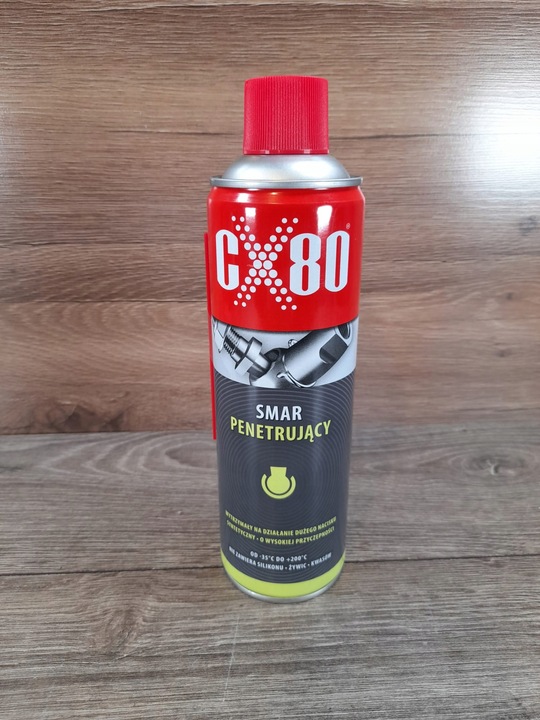 CX80®
SMAR
PENETRUJĄCY
WYTRZYMAŁY NA DZIAŁANIE DUŻEGO NACISKU
SYNTETYCZNY · O WYSOKIEJ PRZYCZEPNOŚCI
OD -35°C DO +200°C
NIE ZAWIERA SILIKONU · ŻYWIC · KWASÓW